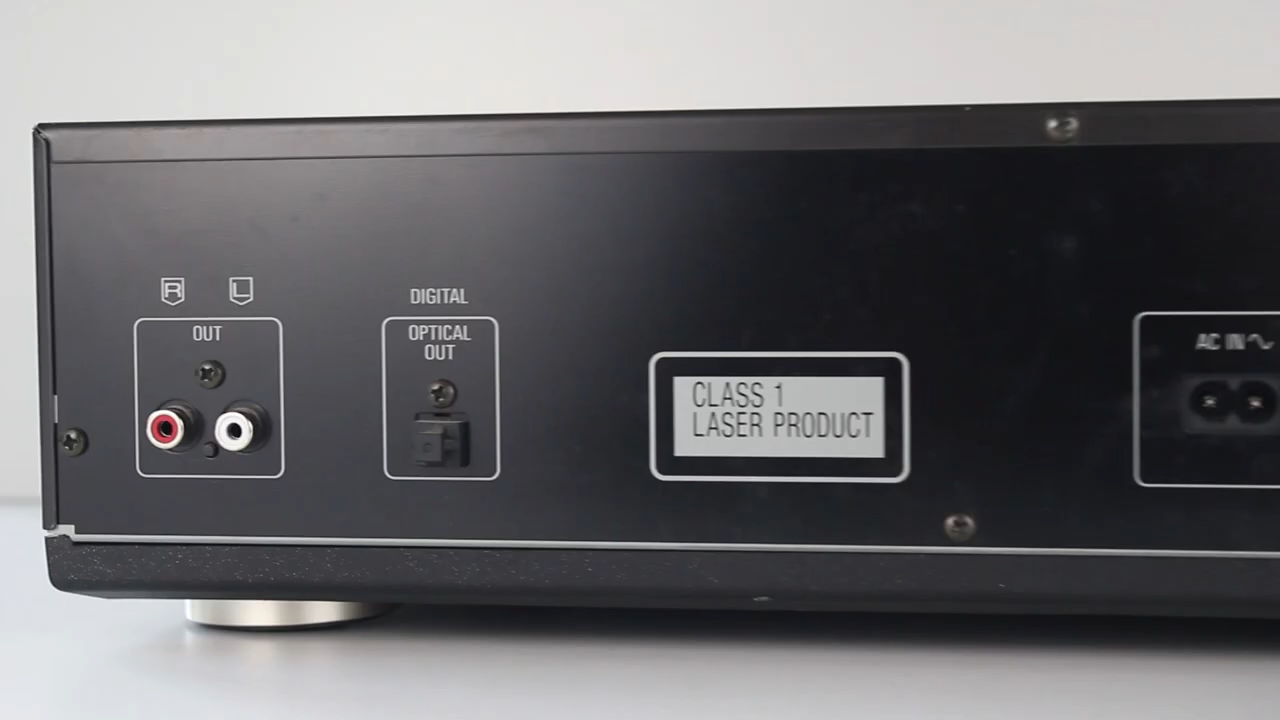 R L
OUT
DIGITAL
OPTICAL
OUT
CLASS 1
LASER PRODUCT
AC IN